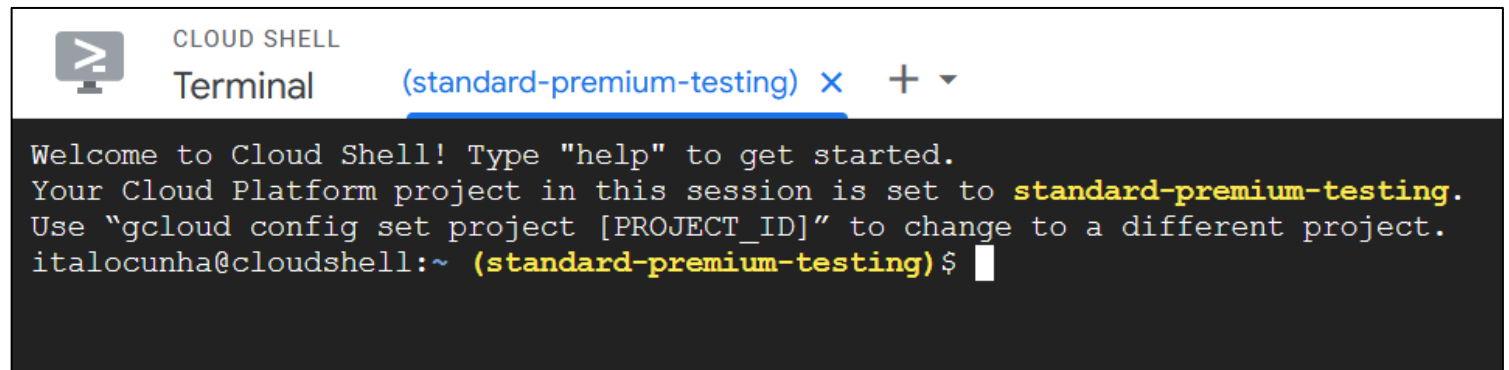 CLOUD SHELL
Terminal (standard-premium-testing) × + ▾
Welcome to Cloud Shell! Type "help" to get started.
Your Cloud Platform project in this session is set to standard-premium-testing.
Use “gcloud config set project [PROJECT_ID]” to change to a different project.
italocunha@cloudshell:~ (standard-premium-testing)$